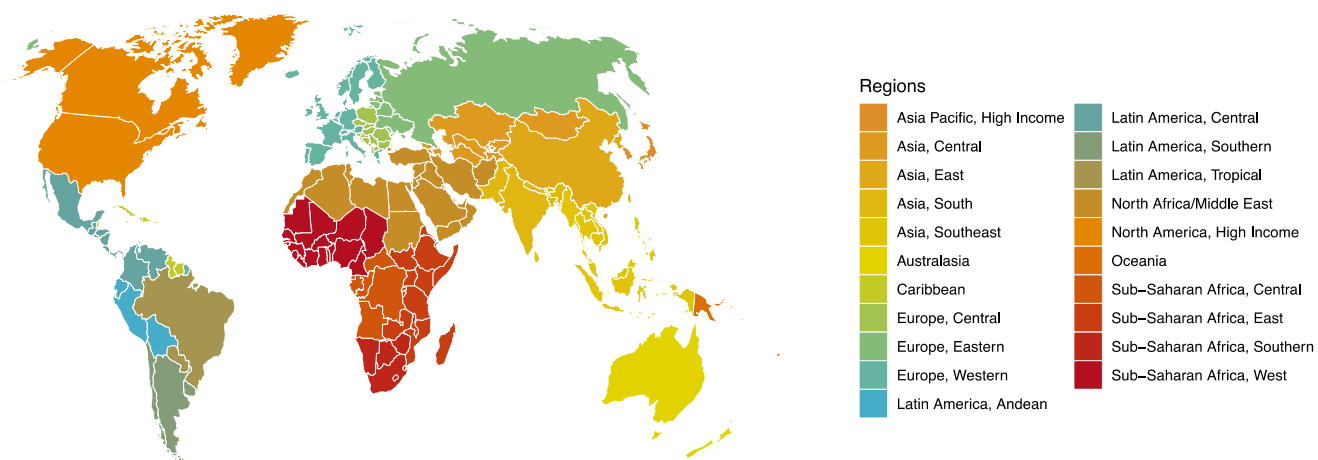 Regions
Asia Pacific, High Income
Asia, Central
Asia, East
Asia, South
Asia, Southeast
Australasia
Caribbean
Europe, Central
Europe, Eastern
Europe, Western
Latin America, Andean
Latin America, Central
Latin America, Southern
Latin America, Tropical
North Africa/Middle East
North America, High Income
Oceania
Sub−Saharan Africa, Central
Sub−Saharan Africa, East
Sub−Saharan Africa, Southern
Sub−Saharan Africa, West